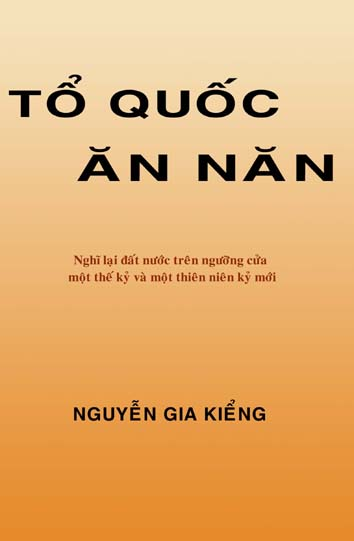 TỔ QUỐC
ĂN NĂN
Nghĩ lại đất nước trên ngưỡng cửa
một thế kỷ và một thiên niên kỷ mới
NGUYỄN GIA KIỂNG